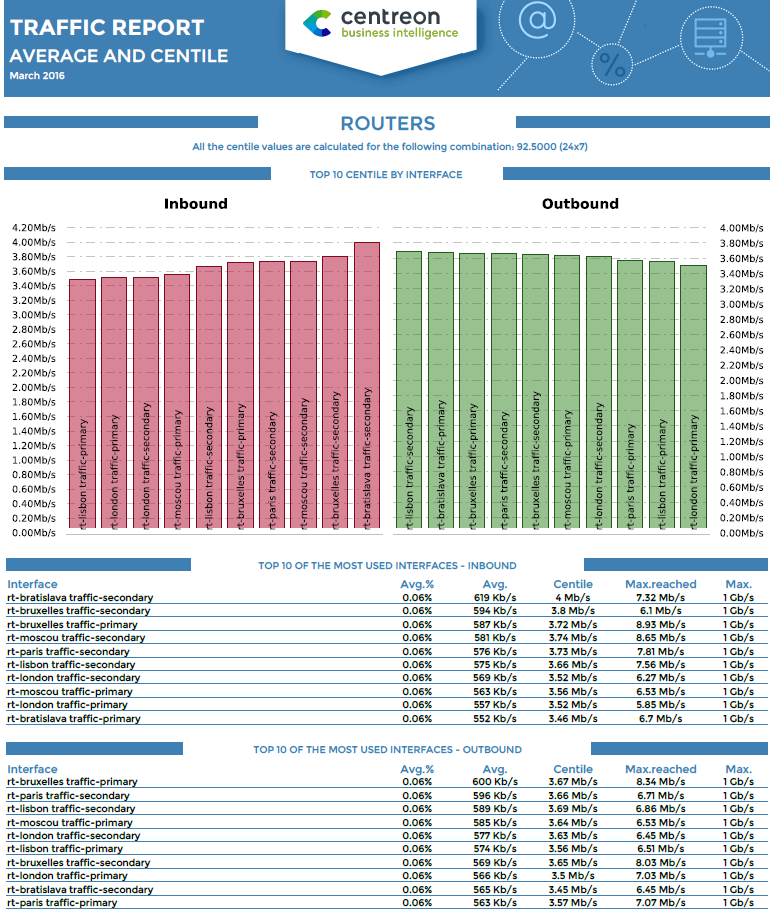 TRAFFIC REPORT
AVERAGE AND CENTILE
March 2016
centreon
business intelligence
@
%
ROUTERS
All the centile values are calculated for the following combination: 92.5000 (24x7)
TOP 10 CENTILE BY INTERFACE
Inbound
4.20Mb/s
4.00Mb/s
3.80Mb/s
3.60Mb/s
3.40Mb/s
3.20Mb/s
3.00Mb/s
2.80Mb/s
2.60Mb/s
2.40Mb/s
2.20Mb/s
2.00Mb/s
1.80Mb/s
1.60Mb/s
1.40Mb/s
1.20Mb/s
1.00Mb/s
0.80Mb/s
0.60Mb/s
0.40Mb/s
0.20Mb/s
0.00Mb/s
rt-lisbon traffic-primary
rt-london traffic-primary
rt-london traffic-secondary
rt-moscou traffic-primary
rt-lisbon traffic-secondary
rt-bruxelles traffic-primary
rt-paris traffic-secondary
rt-moscou traffic-secondary
rt-bruxelles traffic-secondary
rt-bratislava traffic-secondary
Outbound
rt-lisbon traffic-secondary
rt-bratislava traffic-primary
rt-bruxelles traffic-primary
rt-paris traffic-secondary
rt-bruxelles traffic-secondary
rt-moscou traffic-primary
rt-london traffic-secondary
rt-paris traffic-primary
rt-lisbon traffic-primary
rt-london traffic-primary
4.00Mb/s
3.80Mb/s
3.60Mb/s
3.40Mb/s
3.20Mb/s
3.00Mb/s
2.80Mb/s
2.60Mb/s
2.40Mb/s
2.20Mb/s
2.00Mb/s
1.80Mb/s
1.60Mb/s
1.40Mb/s
1.20Mb/s
1.00Mb/s
0.80Mb/s
0.60Mb/s
0.40Mb/s
0.20Mb/s
0.00Mb/s
TOP 10 OF THE MOST USED INTERFACES - INBOUND
Interface Avg.% Avg. Centile Max.reached Max.
rt-bratislava traffic-secondary 0.06% 619 Kb/s 4 Mb/s 7.32 Mb/s 1 Gb/s
rt-bruxelles traffic-secondary 0.06% 594 Kb/s 3.8 Mb/s 6.1 Mb/s 1 Gb/s
rt-bruxelles traffic-primary 0.06% 587 Kb/s 3.72 Mb/s 8.93 Mb/s 1 Gb/s
rt-moscou traffic-secondary 0.06% 581 Kb/s 3.74 Mb/s 8.65 Mb/s 1 Gb/s
rt-paris traffic-secondary 0.06% 576 Kb/s 3.73 Mb/s 7.81 Mb/s 1 Gb/s
rt-lisbon traffic-secondary 0.06% 575 Kb/s 3.66 Mb/s 7.56 Mb/s 1 Gb/s
rt-london traffic-secondary 0.06% 569 Kb/s 3.52 Mb/s 6.27 Mb/s 1 Gb/s
rt-moscou traffic-primary 0.06% 563 Kb/s 3.56 Mb/s 6.53 Mb/s 1 Gb/s
rt-london traffic-primary 0.06% 557 Kb/s 3.52 Mb/s 5.85 Mb/s 1 Gb/s
rt-bratislava traffic-primary 0.06% 552 Kb/s 3.46 Mb/s 6.7 Mb/s 1 Gb/s
TOP 10 OF THE MOST USED INTERFACES - OUTBOUND
Interface Avg.% Avg. Centile Max.reached Max.
rt-bruxelles traffic-primary 0.06% 600 Kb/s 3.67 Mb/s 8.34 Mb/s 1 Gb/s
rt-paris traffic-secondary 0.06% 596 Kb/s 3.66 Mb/s 6.71 Mb/s 1 Gb/s
rt-lisbon traffic-secondary 0.06% 589 Kb/s 3.69 Mb/s 6.86 Mb/s 1 Gb/s
rt-moscou traffic-primary 0.06% 585 Kb/s 3.64 Mb/s 6.53 Mb/s 1 Gb/s
rt-london traffic-secondary 0.06% 577 Kb/s 3.63 Mb/s 6.45 Mb/s 1 Gb/s
rt-lisbon traffic-primary 0.06% 574 Kb/s 3.56 Mb/s 6.51 Mb/s 1 Gb/s
rt-bruxelles traffic-secondary 0.06% 569 Kb/s 3.65 Mb/s 8.03 Mb/s 1 Gb/s
rt-london traffic-primary 0.06% 566 Kb/s 3.5 Mb/s 7.03 Mb/s 1 Gb/s
rt-bratislava traffic-secondary 0.06% 565 Kb/s 3.45 Mb/s 6.45 Mb/s 1 Gb/s
rt-paris traffic-primary 0.06% 563 Kb/s 3.57 Mb/s 7.07 Mb/s 1 Gb/s